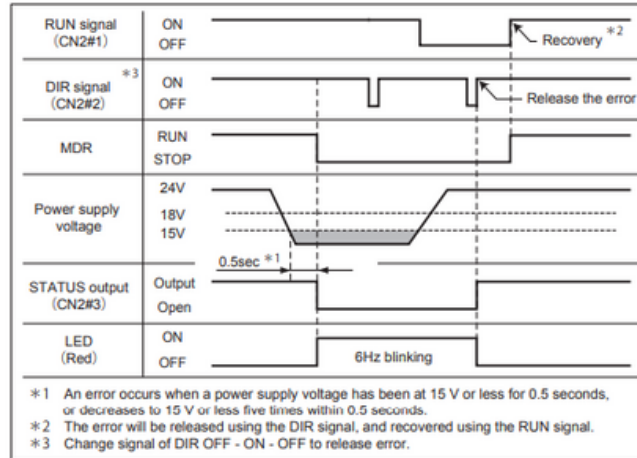 RUN signal
(CN2#1)
ON
OFF
Recovery *2
DIR signal *3
(CN2#2)
ON
OFF
Release the error
MDR
RUN
STOP
Power supply
voltage
24V
18V
15V
0.5sec *1
STATUS output
(CN2#3)
Output
Open
LED
(Red)
ON
OFF
6Hz blinking
*1 An error occurs when a power supply voltage has been at 15 V or less for 0.5 seconds,
or decreases to 15 V or less five times within 0.5 seconds.
*2 The error will be released using the DIR signal, and recovered using the RUN signal.
*3 Change signal of DIR OFF - ON - OFF to release error.